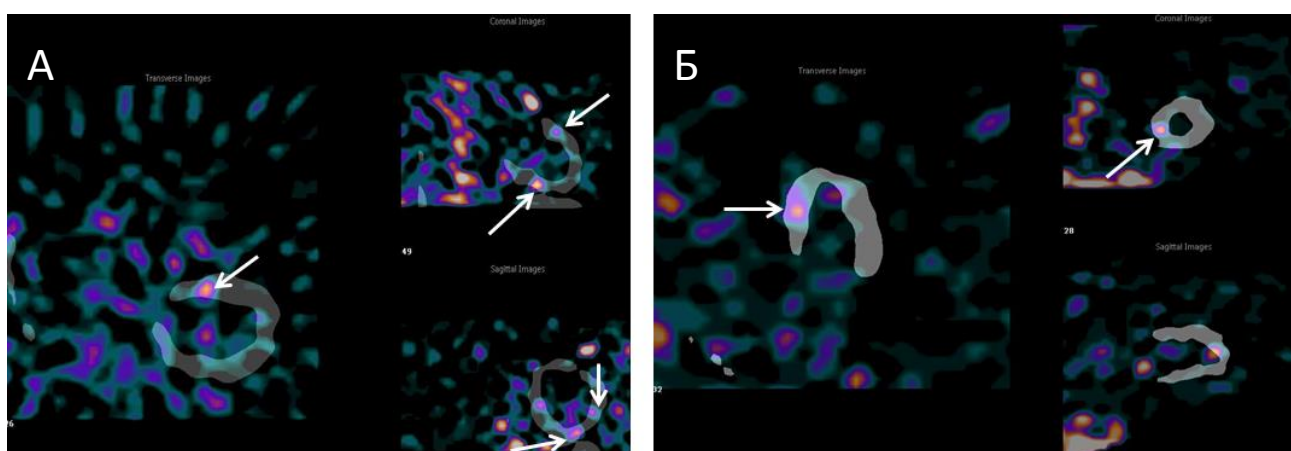 А
Transverse Images
Coronal Images
49
Sagittal Images
Б
Transverse Images
Coronal Images
28
Sagittal Images